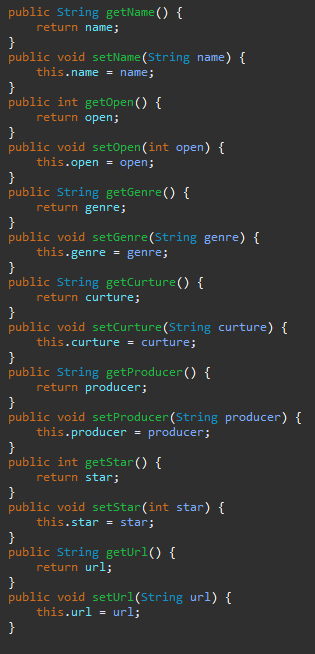 public String getName() {
    return name;
}
public void setName(String name) {
    this.name = name;
}
public int getOpen() {
    return open;
}
public void setOpen(int open) {
    this.open = open;
}
public String getGenre() {
    return genre;
}
public void setGenre(String genre) {
    this.genre = genre;
}
public String getCurture() {
    return curture;
}
public void setCurture(String curture) {
    this.curture = curture;
}
public String getProducer() {
    return producer;
}
public void setProducer(String producer) {
    this.producer = producer;
}
public int getStar() {
    return star;
}
public void setStar(int star) {
    this.star = star;
}
public String getUrl() {
    return url;
}
public void setUrl(String url) {
    this.url = url;
}